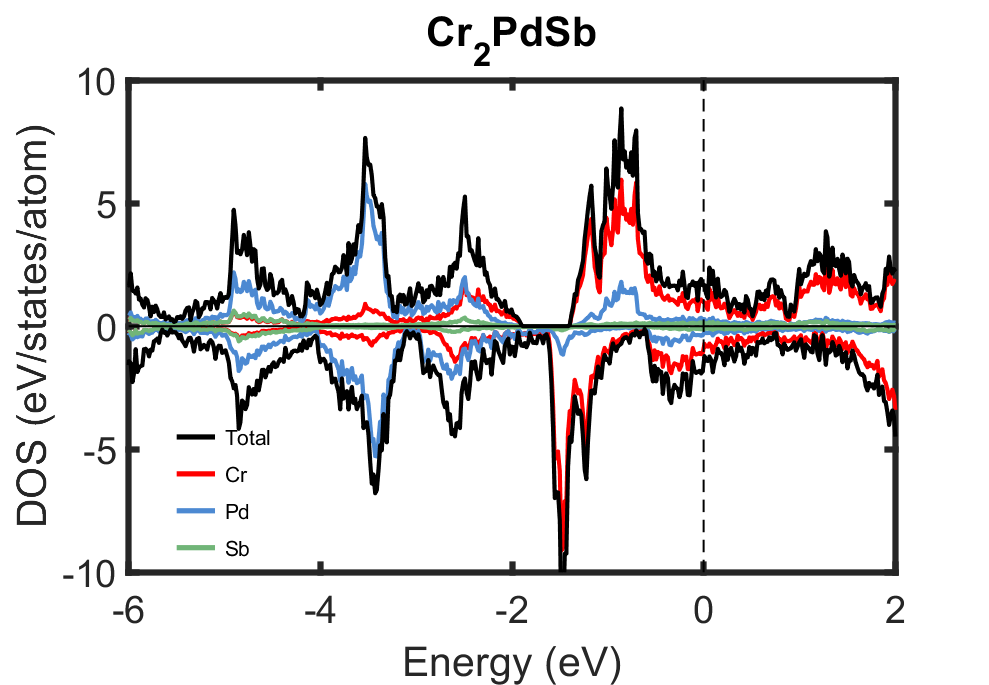 Cr2PdSb
10
5
0
-5
-10
DOS (eV/states/atom)
Total
Cr
Pd
Sb
-6 -4 -2 0 2
Energy (eV)